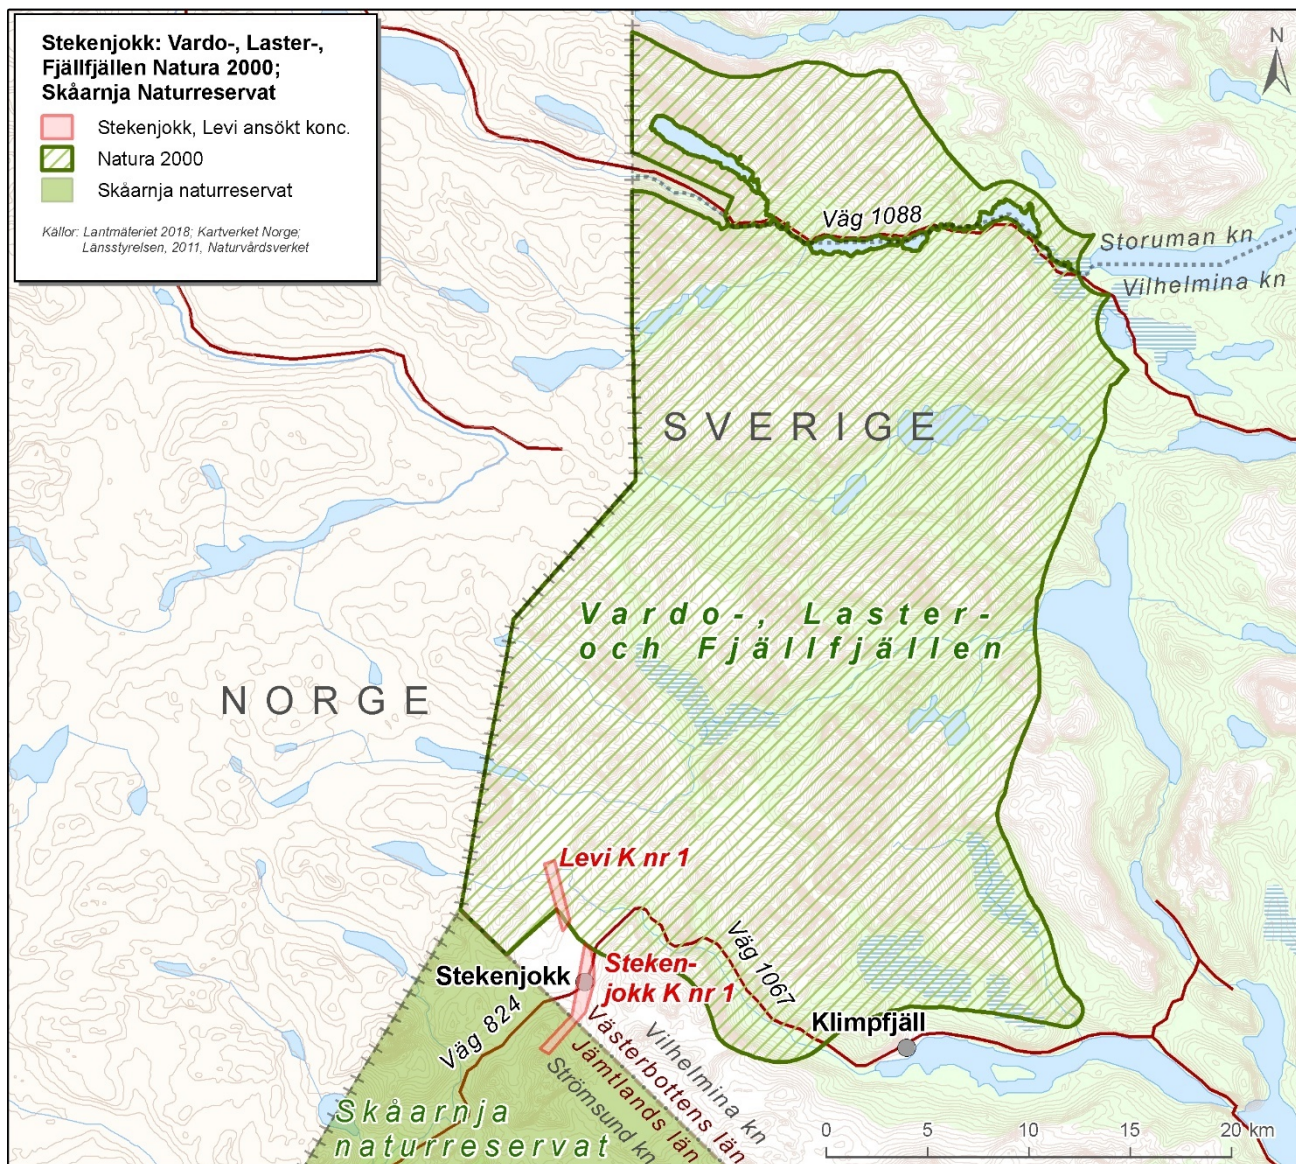 Stekenjokk: Vardo-, Laster-,
Fjällfjällen Natura 2000;
Skåarnja Naturreservat
Stekenjokk, Levi ansökt konc.
Natura 2000
Skåarnja naturreservat
Källor: Lantmäteriet 2018; Kartverket Norge;
Länsstyrelsen, 2011, Naturvårdsverket
N
Väg 1088
Storuman kn
Vilhelmina kn
SVERIGE
Vardo-, Laster-
och Fjällfjällen
NORGE
Levi K nr 1
Väg 1067
Stekenjokk
Steken-
jokk K nr 1
Klimpfjäll
Väg 824
Vilhelmina kn
Västerbottens län
Jämtlands län
Strömsund kn
Skåarnja
naturreservat
0 5 10 15 20 km